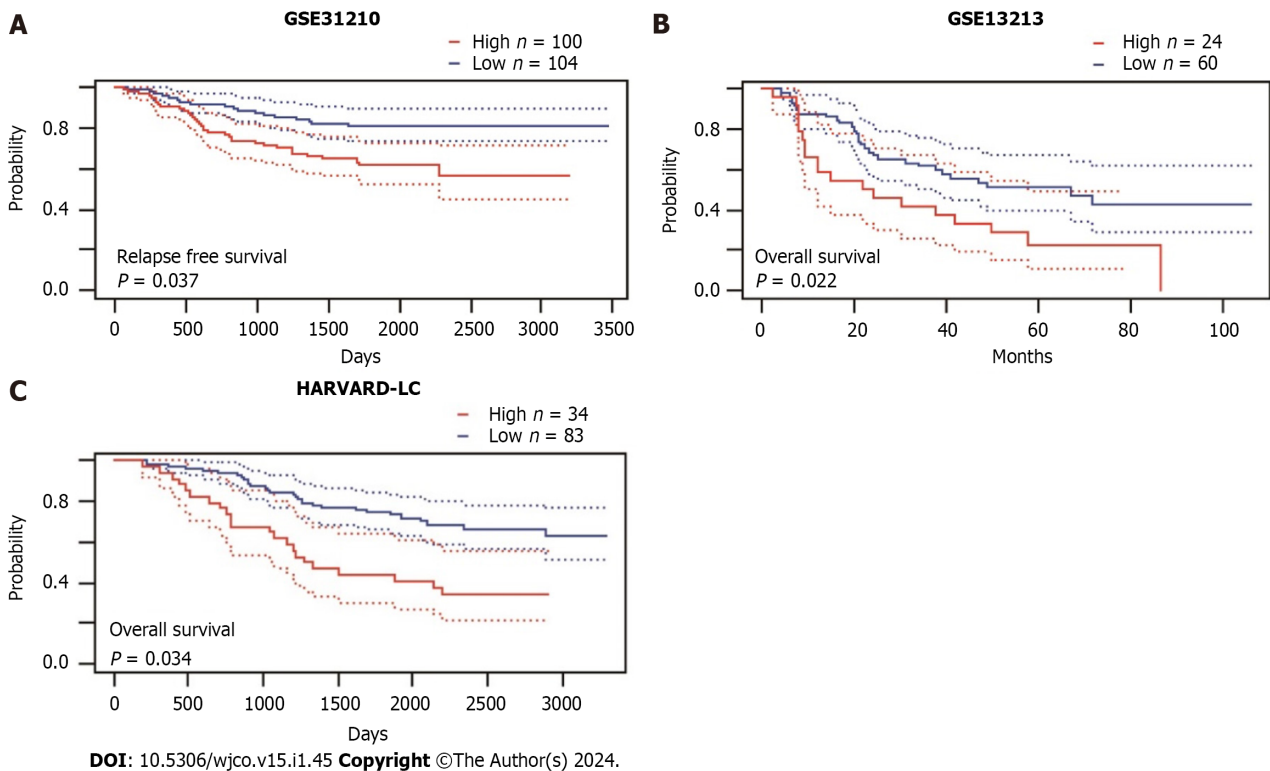 A
GSE31210
High n = 100
Low n = 104
Probability
0.8
0.4
0.0
Relapse free survival
P = 0.037
0 500 1000 1500 2000 2500 3000 3500
Days
B
GSE13213
High n = 24
Low n = 60
Probability
0.8
0.4
0.0
Overall survival
P = 0.022
0 20 40 60 80 100
Months
C
HARVARD-LC
High n = 34
Low n = 83
Probability
0.8
0.4
0.0
Overall survival
P = 0.034
0 500 1000 1500 2000 2500 3000
Days
DOI: 10.5306/wjco.v15.i1.45 Copyright ©The Author(s) 2024.